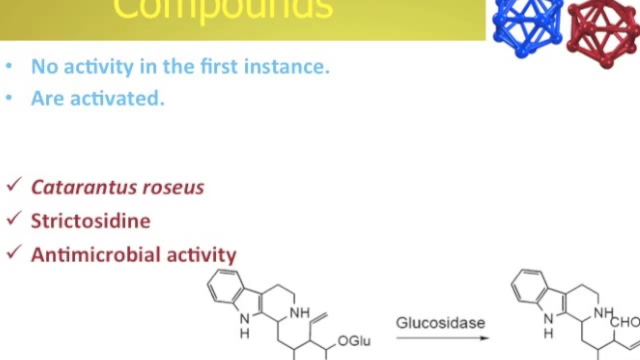 Compounds
• No activity in the first instance.
• Are activated.
✓ Catarantus roseus
✓ Strictosidine
✓ Antimicrobial activity
NH
N
H
OGlu
Glucosidase
NH
CHO
N
H